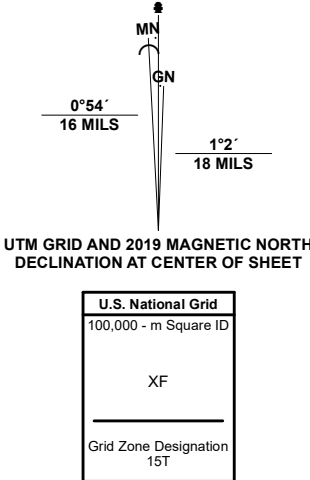 MN
GN
0°54´
16 MILS
1°2´
18 MILS
UTM GRID AND 2019 MAGNETIC NORTH
DECLINATION AT CENTER OF SHEET
U.S. National Grid
100,000 - m Square ID
XF
Grid Zone Designation
15T